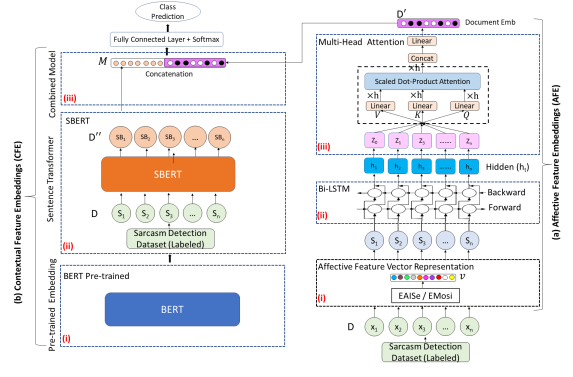 Class
Prediction
Fully Connected Layer + Softmax
M
Concatenation
(iii)
Combined Model
SBERT
D′′
SB1 SB2 SB3 ... SBn
SBERT
D
S1 S2 S3 ... Sn
Sarcasm Detection
Dataset (Labeled)
(ii)
Sentence Transformer
BERT Pre-trained
BERT
(i)
Pre-trained Embedding
(b) Contextual Feature Embeddings (CFE)
D′
Document Emb
Multi-Head Attention
Linear
Concat
×h
Scaled Dot-Product Attention
×h ×h ×h
Linear Linear Linear
V K Q
(iii)
Z1 Z3 ...... Zn
h1 h2 h3 ...... hn
Hidden (ht)
Bi-LSTM
Backward
Forward
(ii)
S1 S2 S3 ... Sn
Affective Feature Vector Representation
v
EAISe / EMosi
(i)
D
x1 x2 x3 ... xn
Sarcasm Detection
Dataset (Labeled)
(a) Affective Feature Embeddings (AFE)